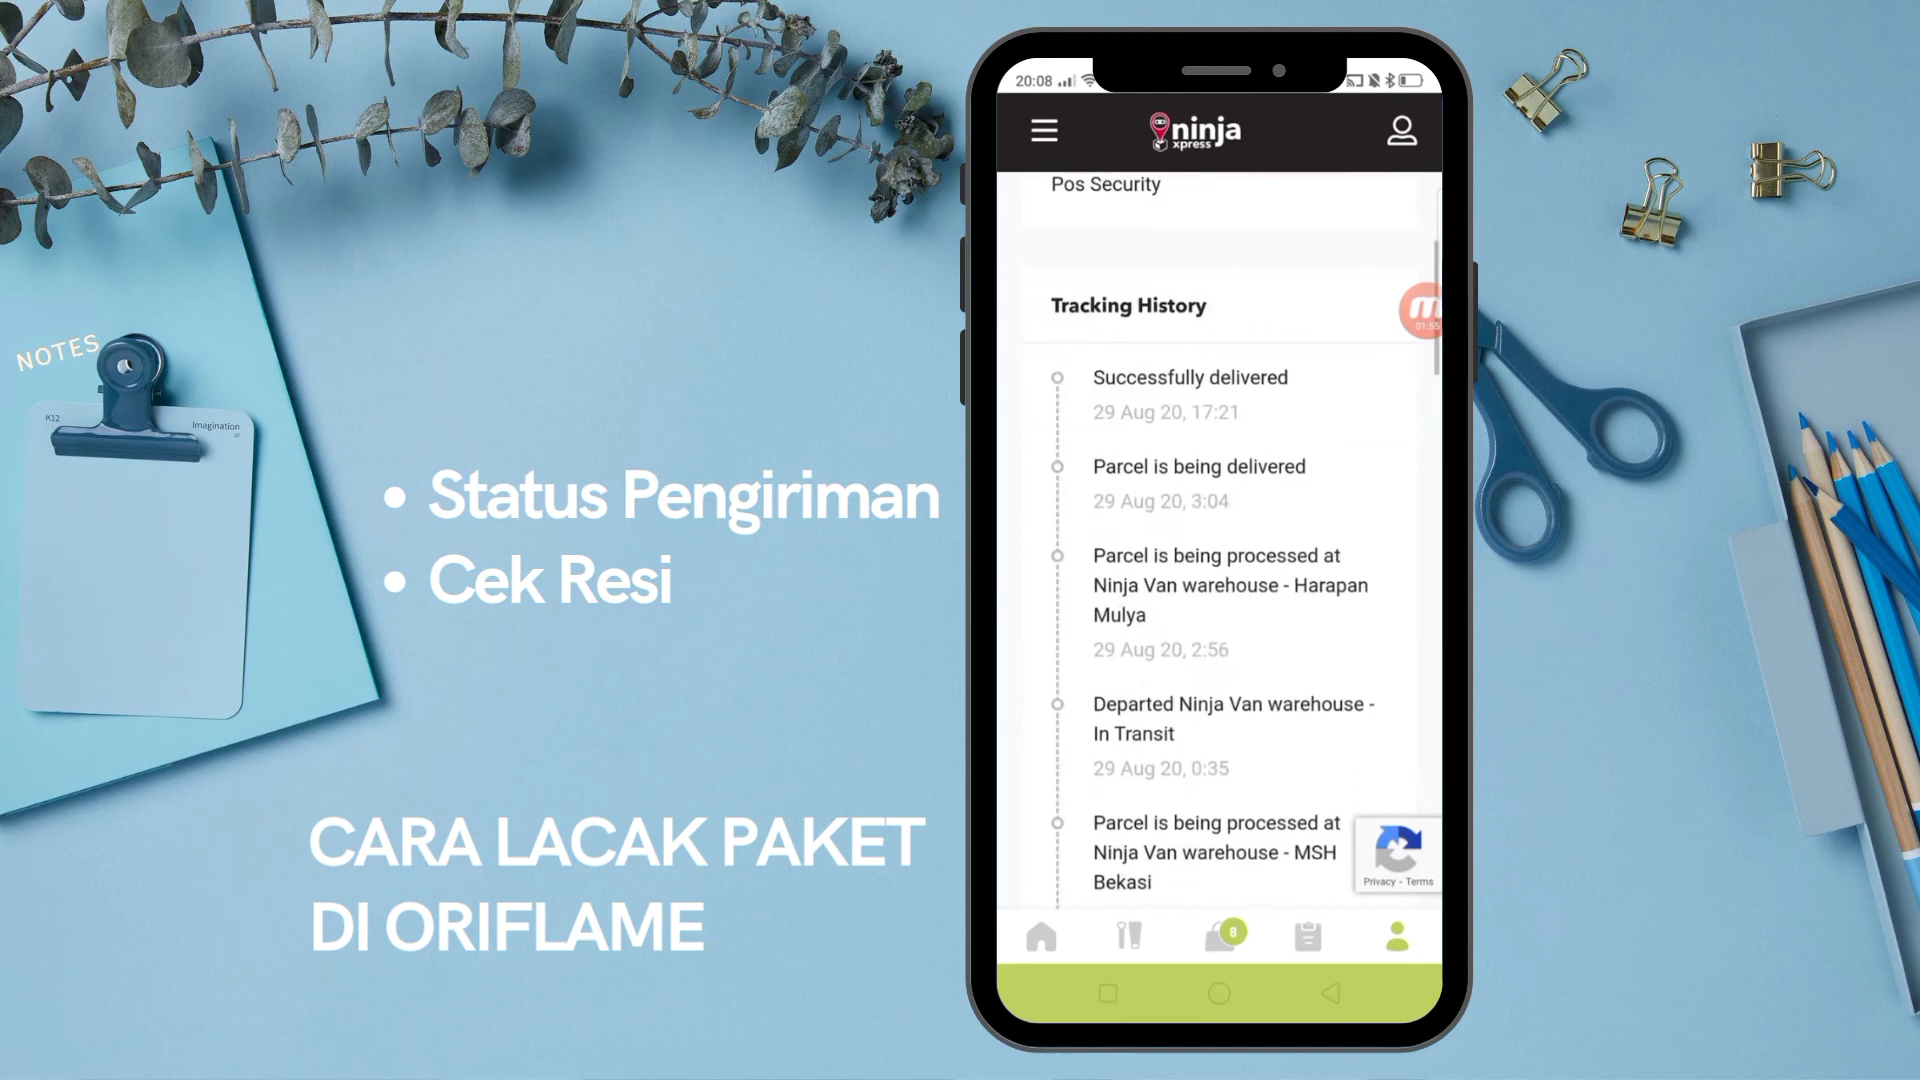 NOTES
K12
Imagination
• Status Pengiriman
• Cek Resi
CARA LACAK PAKET
DI ORIFLAME
20:08
ninja
xpress
Pos Security
Tracking History
01:55
Successfully delivered
29 Aug 20, 17:21
Parcel is being delivered
29 Aug 20, 3:04
Parcel is being processed at
Ninja Van warehouse - Harapan
Mulya
29 Aug 20, 2:56
Departed Ninja Van warehouse -
In Transit
29 Aug 20, 0:35
Parcel is being processed at
Ninja Van warehouse - MSH
Bekasi
Privacy - Terms
8